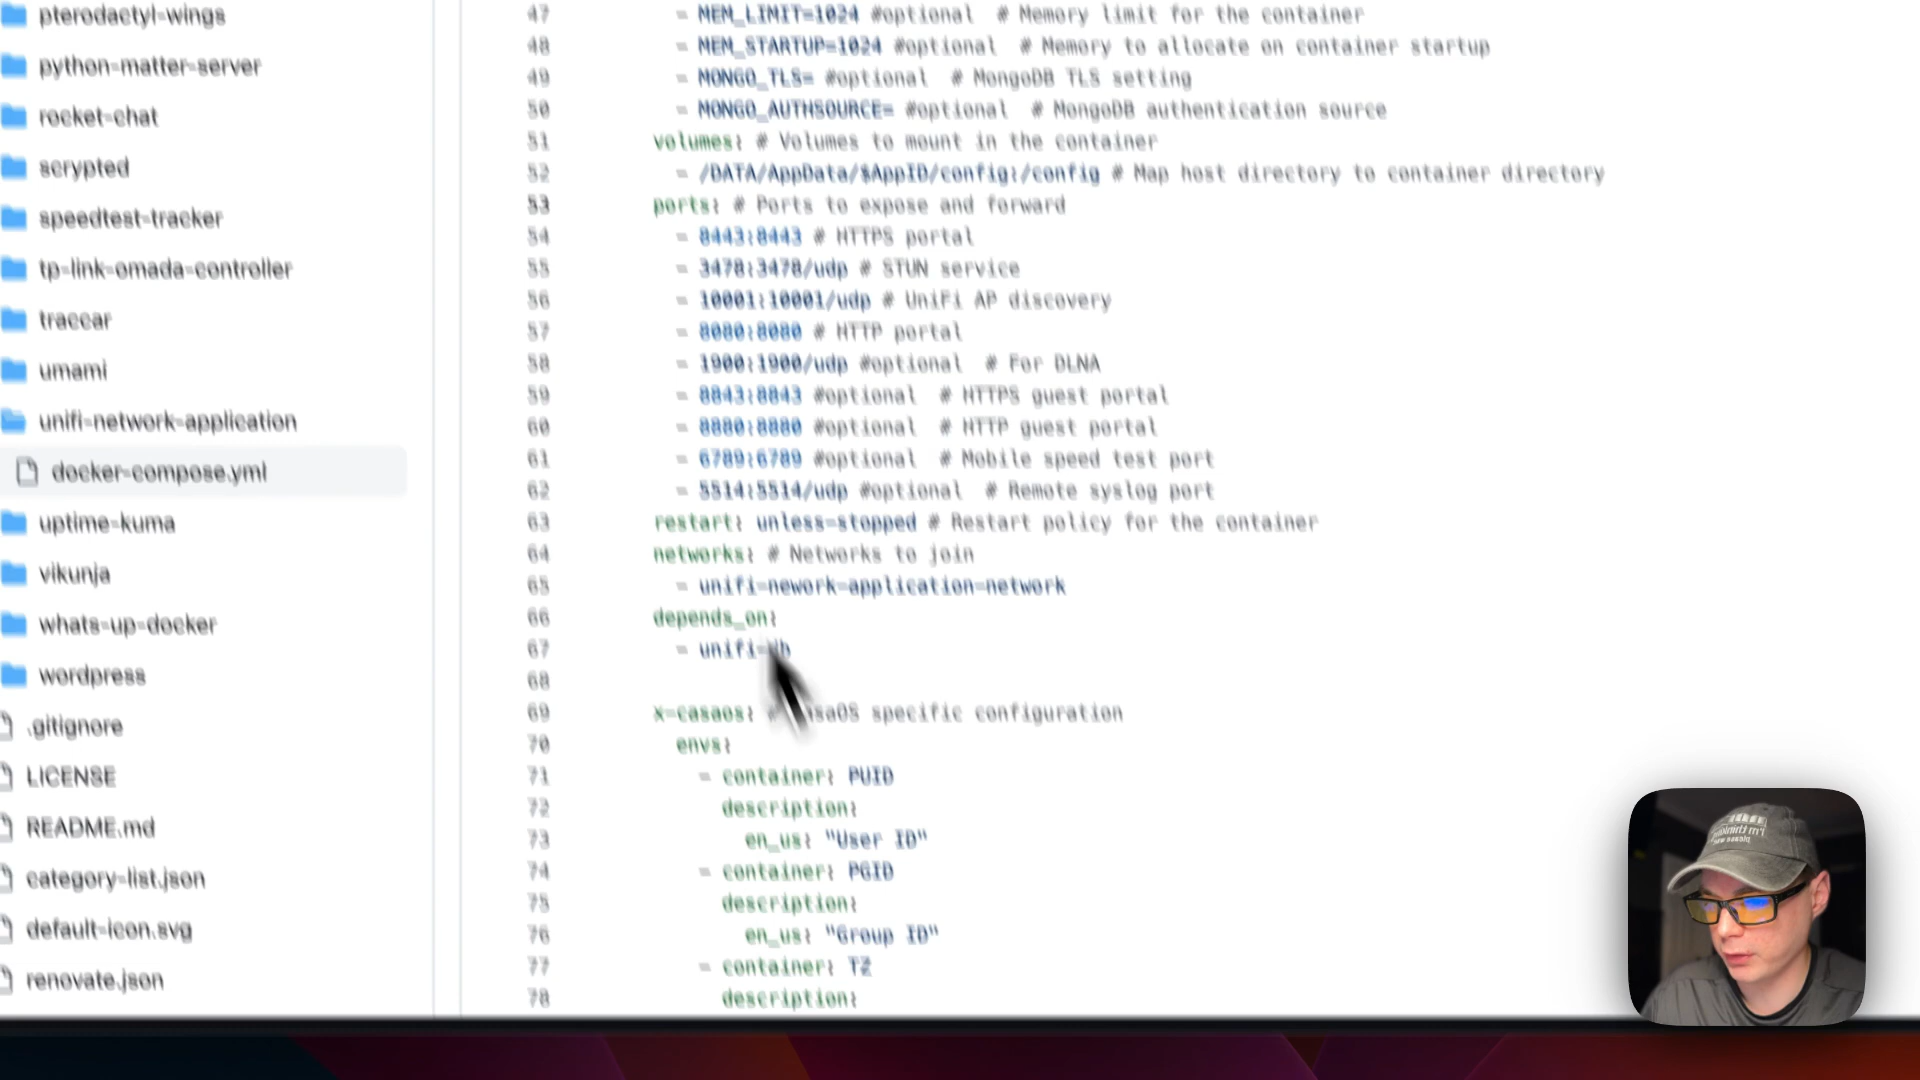 pterodactyl-wings
python-matter-server
rocket-chat
scrypted
speedtest-tracker
tp-link-omada-controller
traccar
umami
unifi-network-application
docker-compose.yml
uptime-kuma
vikunja
whats-up-docker
wordpress
.gitignore
LICENSE
README.md
category-list.json
default-icon.svg
renovate.json
47 - MEM_LIMIT=1024 #optional # Memory limit for the container
48 - MEM_STARTUP=1024 #optional # Memory to allocate on container startup
49 - MONGO_TLS= #optional # MongoDB TLS setting
50 - MONGO_AUTHSOURCE= #optional # MongoDB authentication source
51 volumes: # Volumes to mount in the container
52 - /DATA/AppData/$AppID/config:/config # Map host directory to container directory
53 ports: # Ports to expose and forward
54 - 8443:8443 # HTTPS portal
55 - 3478:3478/udp # STUN service
56 - 10001:10001/udp # UniFi AP discovery
57 - 8080:8080 # HTTP portal
58 - 1900:1900/udp #optional # For DLNA
59 - 8843:8843 #optional # HTTPS guest portal
60 - 8880:8880 #optional # HTTP guest portal
61 - 6789:6789 #optional # Mobile speed test port
62 - 5514:5514/udp #optional # Remote syslog port
63 restart: unless-stopped # Restart policy for the container
64 networks: # Networks to join
65 - unifi-nework-application-network
66 depends_on:
67 - unifi-db
68
69 x-casaos: # CasaOS specific configuration
70 envs:
71 - container: PUID
72 description:
73 en_us: "User ID"
74 - container: PGID
75 description:
76 en_us: "Group ID"
77 - container: TZ
78 description: